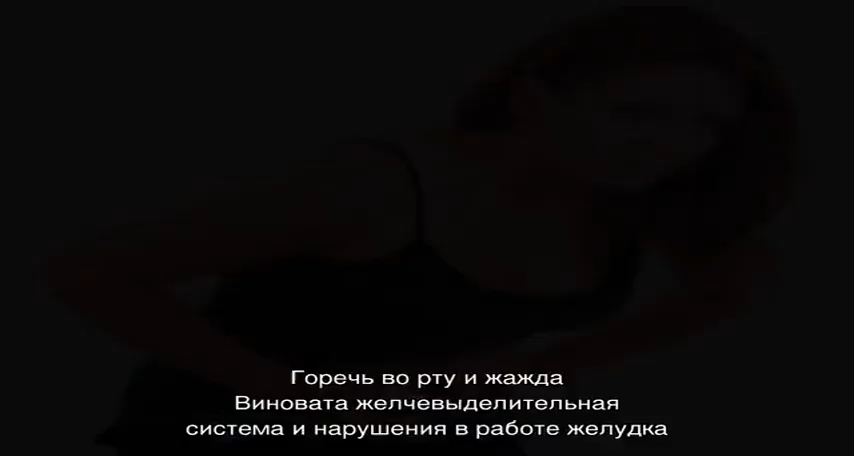 Горечь во рту и жажда
Виновата желчевыделительная
система и нарушения в работе желудка